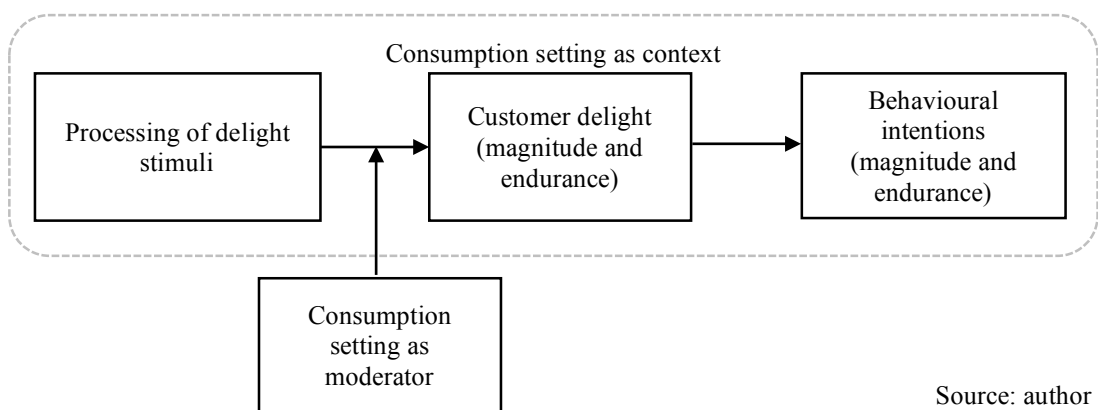 Consumption setting as context
Processing of delight
stimuli
Customer delight
(magnitude and
endurance)
Behavioural
intentions
(magnitude and
endurance)
Consumption
setting as
moderator
Source: author